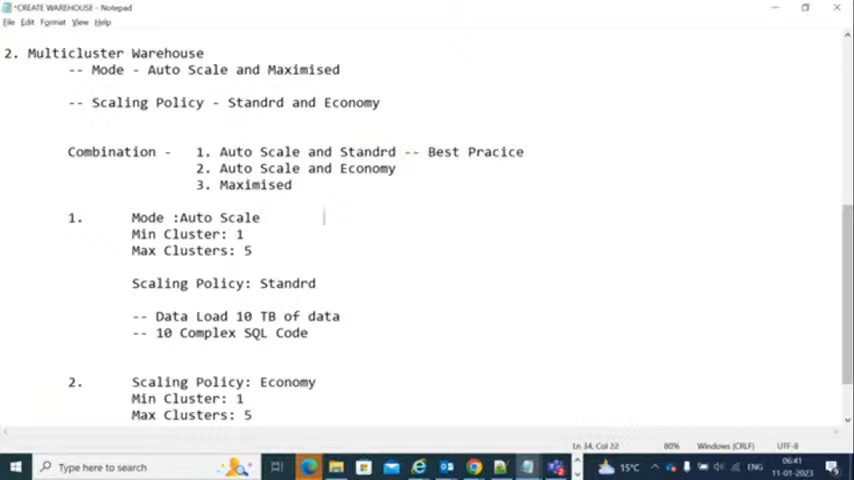 *CREATE WAREHOUSE - Notepad
File Edit Format View Help
2. Multicluster Warehouse
-- Mode - Auto Scale and Maximised
-- Scaling Policy - Standrd and Economy
Combination - 1. Auto Scale and Standrd -- Best Pracice
2. Auto Scale and Economy
3. Maximised
1. Mode :Auto Scale
Min Cluster: 1
Max Clusters: 5
Scaling Policy: Standrd
-- Data Load 10 TB of data
-- 10 Complex SQL Code
2. Scaling Policy: Economy
Min Cluster: 1
Max Clusters: 5
Ln 34, Col 22 80% Windows (CRLF) UTF-8
Type here to search 15°C ENG 06:41
11-01-2023